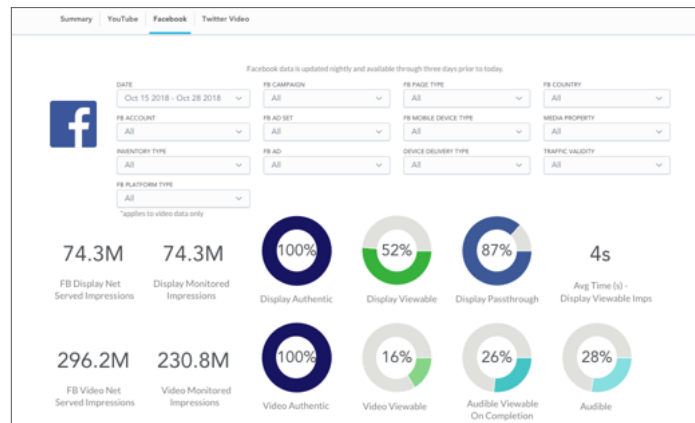 Summary YouTube Facebook Twitter Video
Facebook data is updated nightly and available through three days prior to today.
DATE FB CAMPAIGN FB PAGE TYPE FB COUNTRY
Oct 15 2018 - Oct 28 2018 All All All
FB ACCOUNT FB AD SET FB MOBILE DEVICE TYPE MEDIA PROPERTY
All All All All
INVENTORY TYPE FB AD DEVICE DELIVERY TYPE TRAFFIC VALIDITY
All All All All
FB PLATFORM TYPE
All
*applies to video data only
74.3M 74.3M 100% 52% 87% 4s
FB Display Net Display Monitored Avg Time (s) -
Served Impressions Impressions Display Authentic Display Viewable Display Passthrough Display Viewable Imps
296.2M 230.8M 100% 16% 26% 28%
FB Video Net Video Monitored Video Authentic Video Viewable Audible Viewable Audible
Served Impressions Impressions On Completion